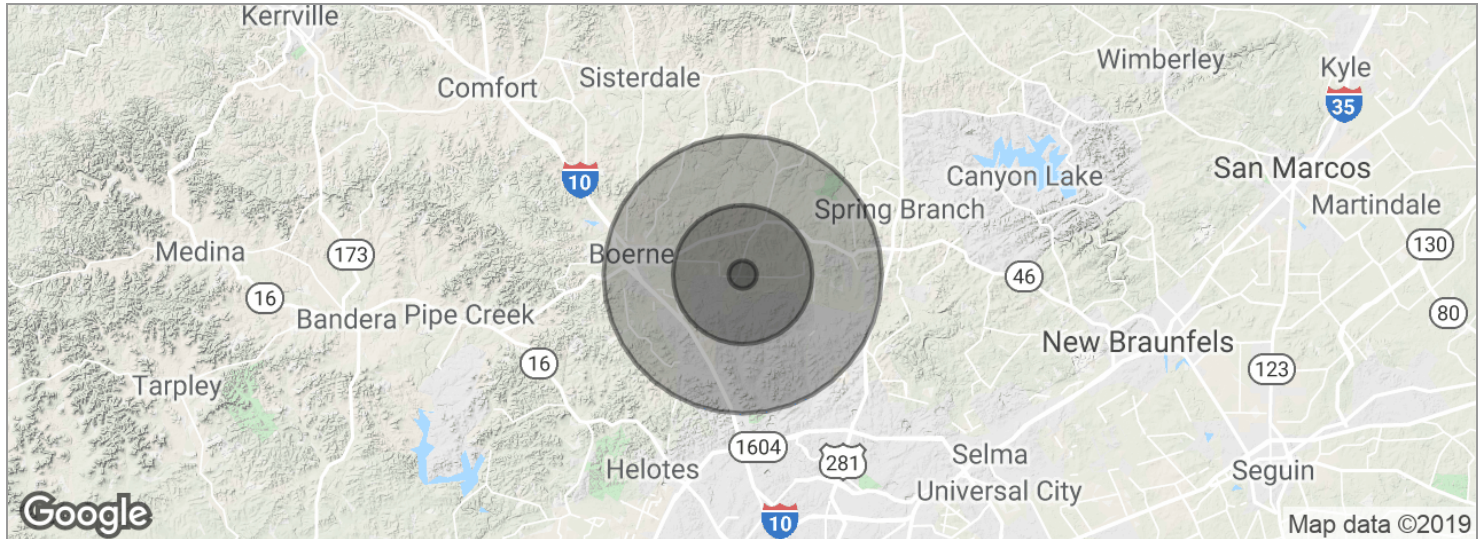 Kerrville
Wimberley
Kyle
Sisterdale
Comfort
35
San Marcos
Canyon Lake
10
Martindale
Spring Branch
130
Medina
173
Boerne
46
16
80
Bandera
Pipe Creek
New Braunfels
16
123
Tarpley
1604
Selma
281
Helotes
Seguin
Universal City
Google
10
Map data ©2019